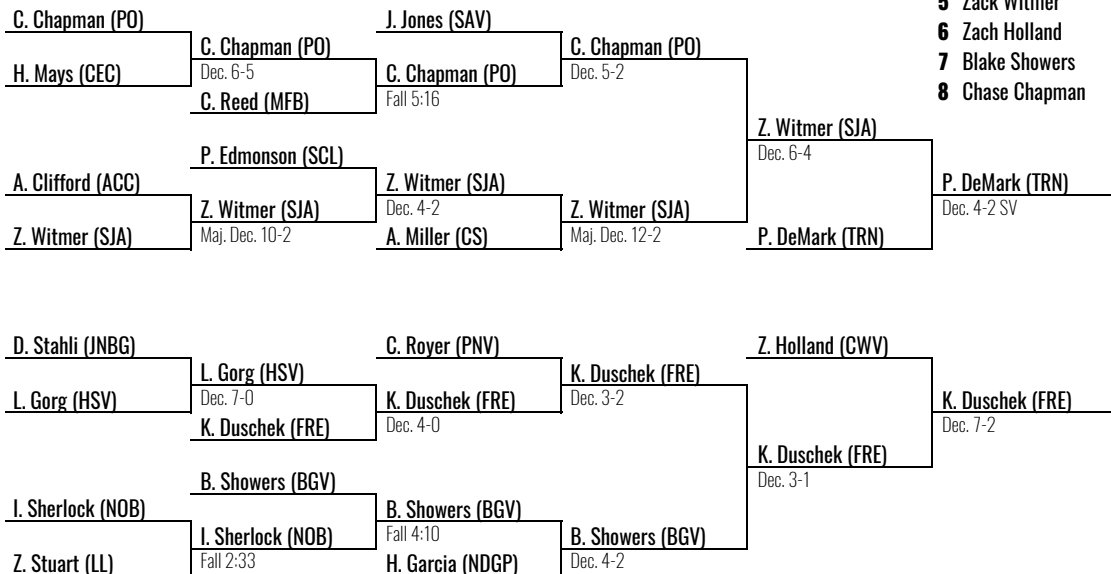 5 Zack Witmer
6 Zach Holland
7 Blake Showers
8 Chase Chapman
C. Chapman (PO)
H. Mays (CEC)
C. Chapman (PO)
Dec. 6-5
C. Reed (MFB)
J. Jones (SAV)
C. Chapman (PO)
Fall 5:16
C. Chapman (PO)
Dec. 5-2
P. Edmonson (SCL)
A. Clifford (ACC)
Z. Witmer (SJA)
Z. Witmer (SJA)
Maj. Dec. 10-2
Z. Witmer (SJA)
Dec. 4-2
A. Miller (CS)
Z. Witmer (SJA)
Maj. Dec. 12-2
Z. Witmer (SJA)
Dec. 6-4
P. DeMark (TRN)
P. DeMark (TRN)
Dec. 4-2 SV
D. Stahli (JNBG)
L. Gorg (HSV)
L. Gorg (HSV)
Dec. 7-0
K. Duschek (FRE)
C. Royer (PNV)
K. Duschek (FRE)
Dec. 4-0
K. Duschek (FRE)
Dec. 3-2
B. Showers (BGV)
I. Sherlock (NOB)
Z. Stuart (LL)
I. Sherlock (NOB)
Fall 2:33
B. Showers (BGV)
Fall 4:10
H. Garcia (NDGP)
B. Showers (BGV)
Dec. 4-2
Z. Holland (CWV)
K. Duschek (FRE)
Dec. 3-1
K. Duschek (FRE)
Dec. 7-2